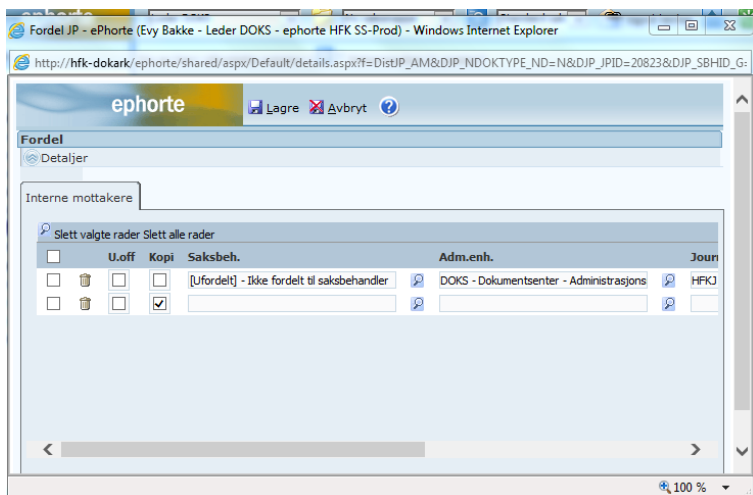 Fordel JP - ePhorte (Evy Bakke - Leder DOKS - ephorte HFK SS-Prod) - Windows Internet Explorer
http://hfk-dokark/ephorte/shared/aspx/Default/details.aspx?f=DistJP_AM&DJP_NDOKTYPE_ND=N&DJP_JPID=20823&DJP_SBHID_G:
ephorte Lagre Avbryt ?
Fordel
Detaljer
Interne mottakere
Slett valgte rader Slett alle rader
U.off Kopi Saksbeh. Adm.enh. Jour
[Ufordelt] - Ikke fordelt til saksbehandler DOKS - Dokumentsenter - Administrasjons HFKJ
100 %